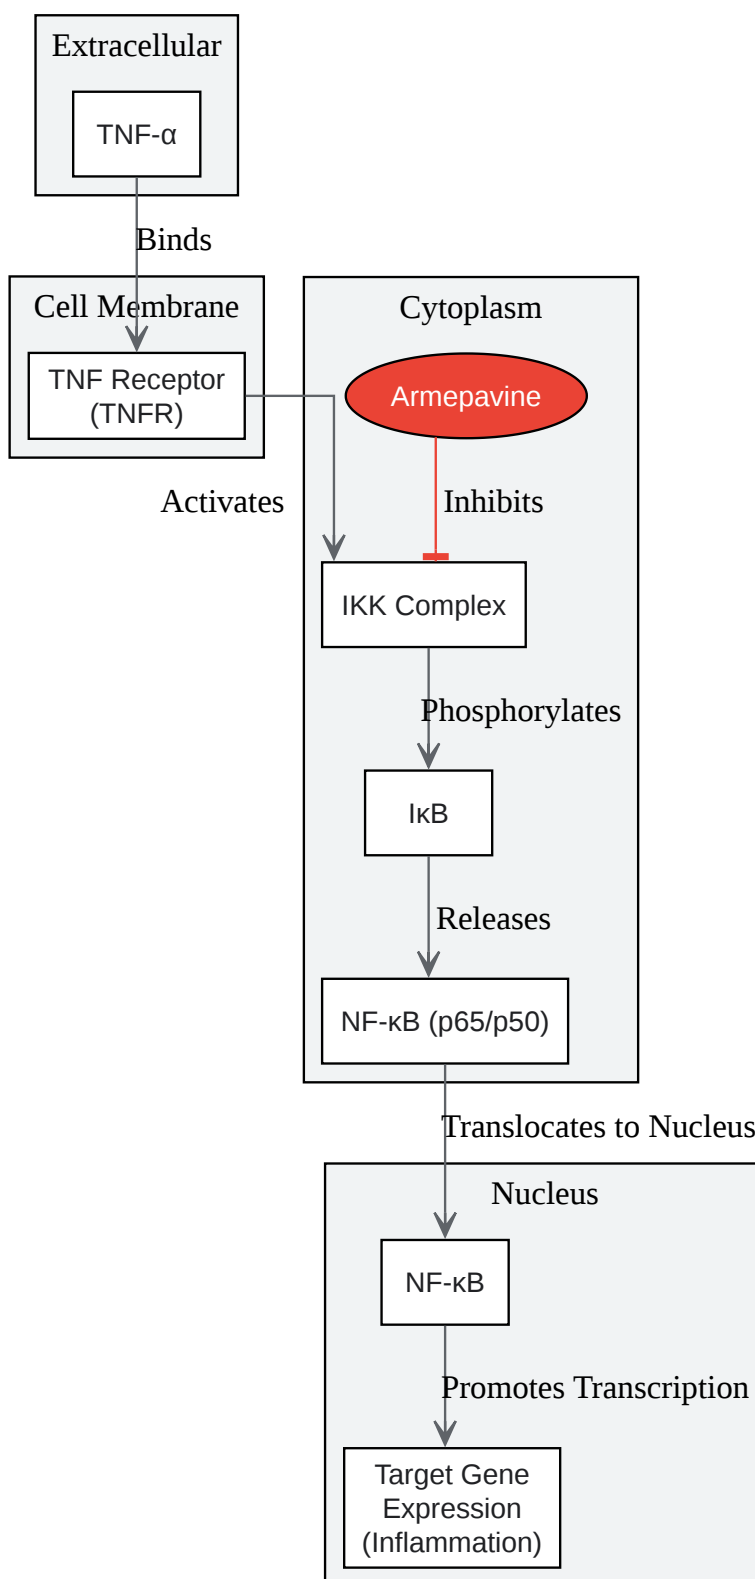 Extracellular
TNF-α
Binds
Cell Membrane
TNF Receptor
(TNFR)
Cytoplasm
Armepavine
Activates
Inhibits
IKK Complex
Phosphorylates
IκB
Releases
NF-κB (p65/p50)
Translocates to Nucleus
Nucleus
NF-κB
Promotes Transcription
Target Gene
Expression
(Inflammation)